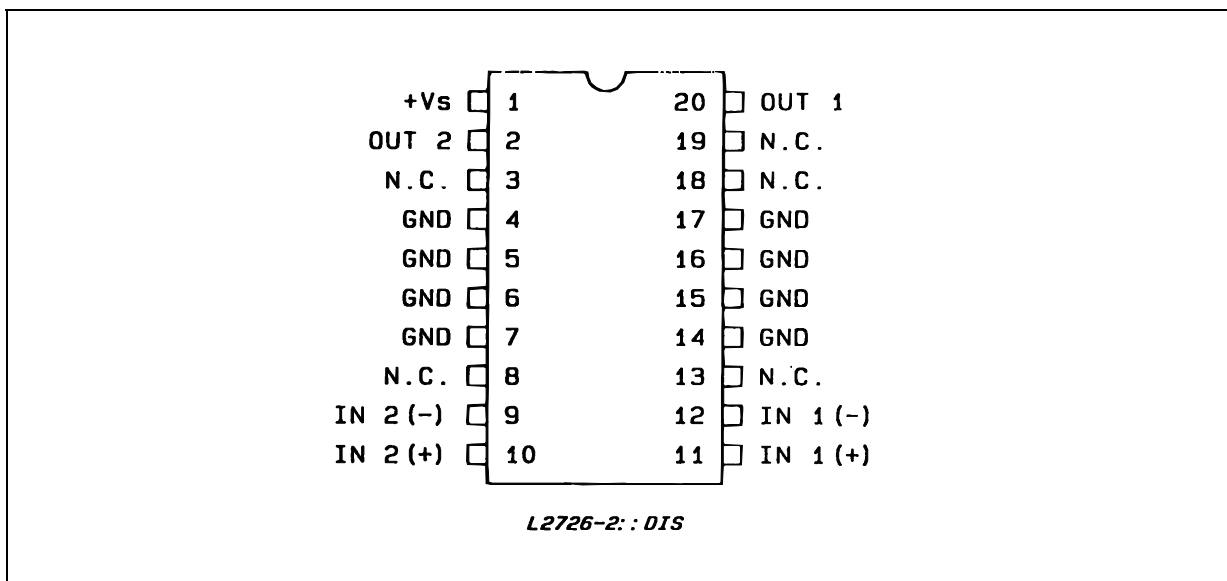 +Vs 1 20 OUT 1
OUT 2 2 19 N.C.
N.C. 3 18 N.C.
GND 4 17 GND
GND 5 16 GND
GND 6 15 GND
GND 7 14 GND
N.C. 8 13 N.C.
IN 2(-) 9 12 IN 1(-)
IN 2(+) 10 11 IN 1(+)
L2726-2::DIS